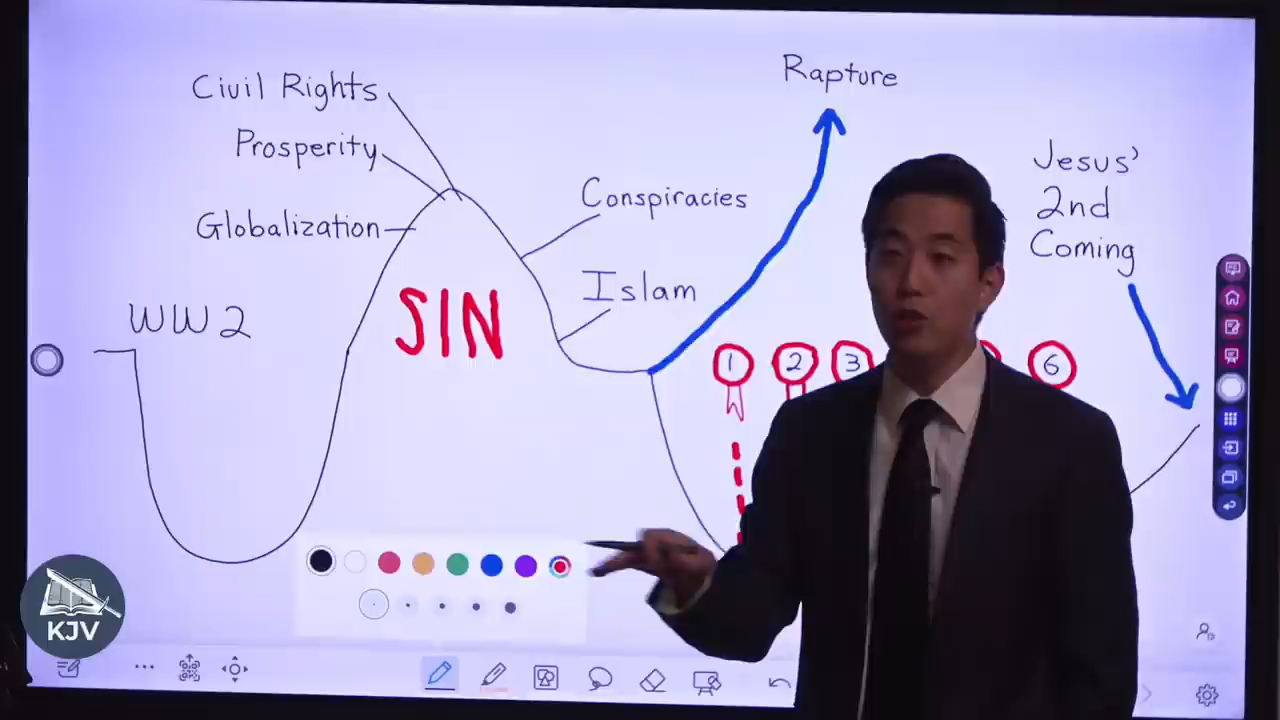 Civil Rights
Prosperity
Globalization
WW2
SIN
Conspiracies
Islam
Rapture
Jesus'
2nd
Coming
1
2
3
6
KJV